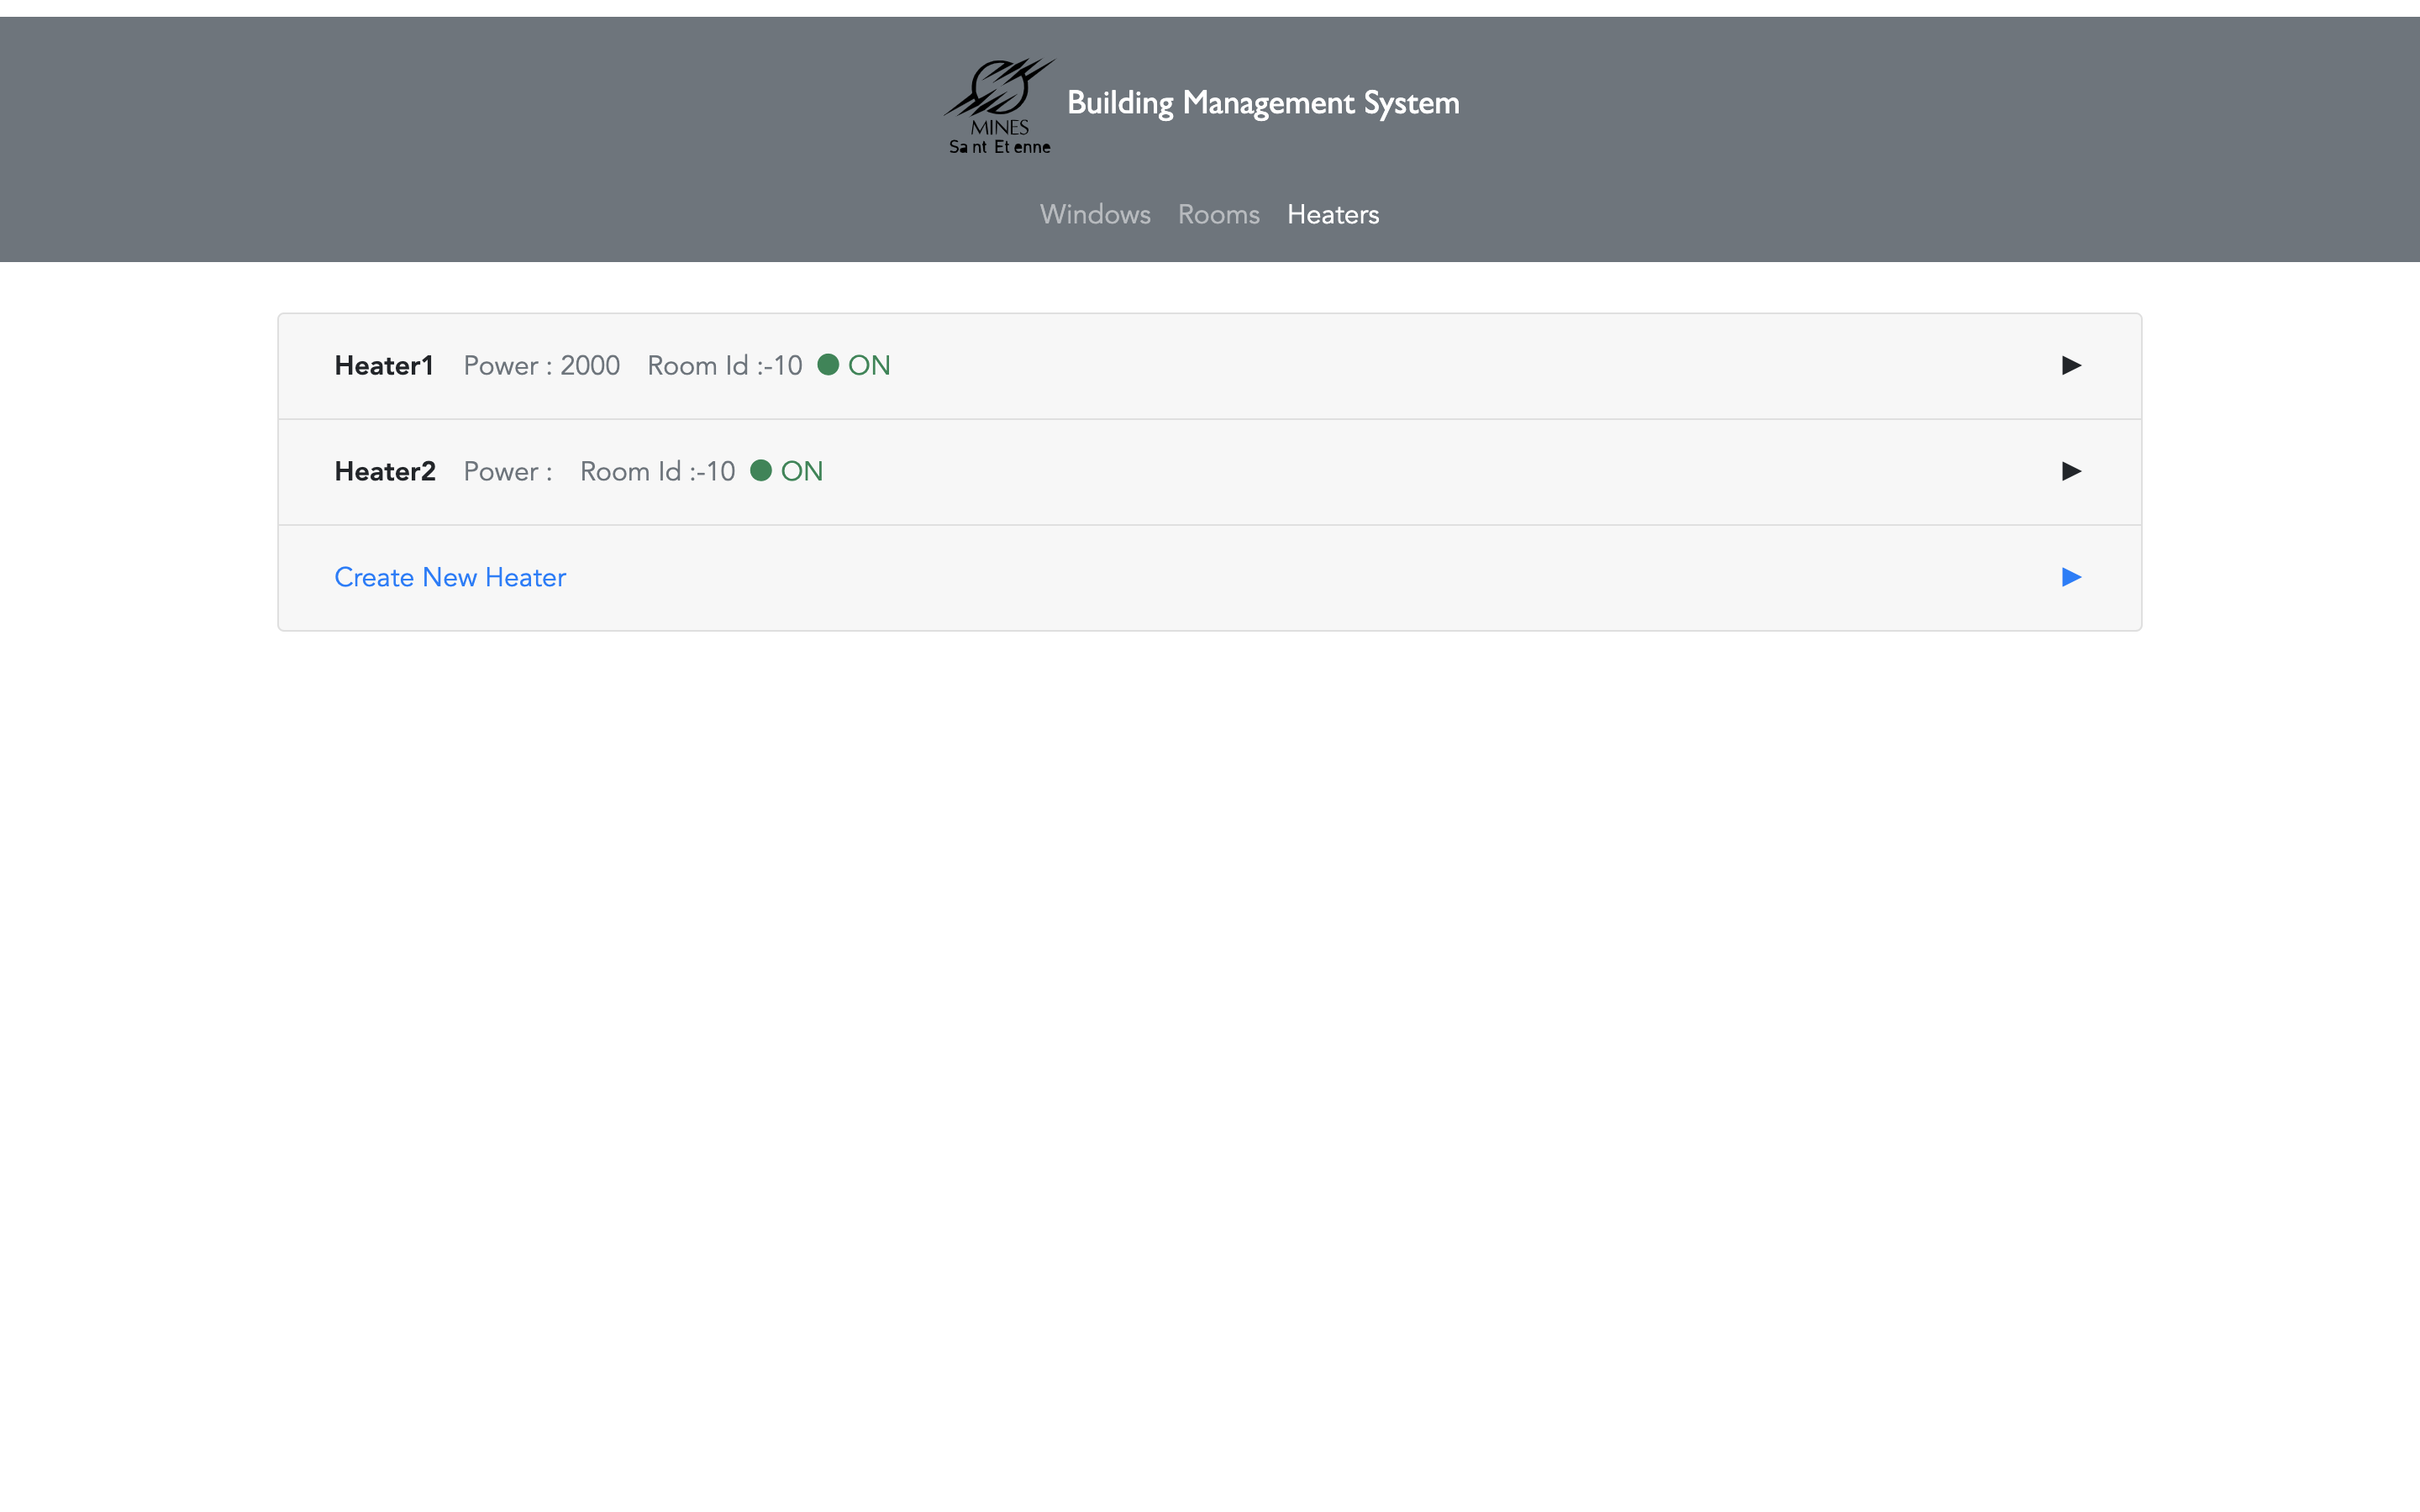 MINES
Sa nt Et enne
Building Management System
Windows Rooms Heaters
Heater1 Power : 2000 Room Id :-10 ON
Heater2 Power : Room Id :-10 ON
Create New Heater